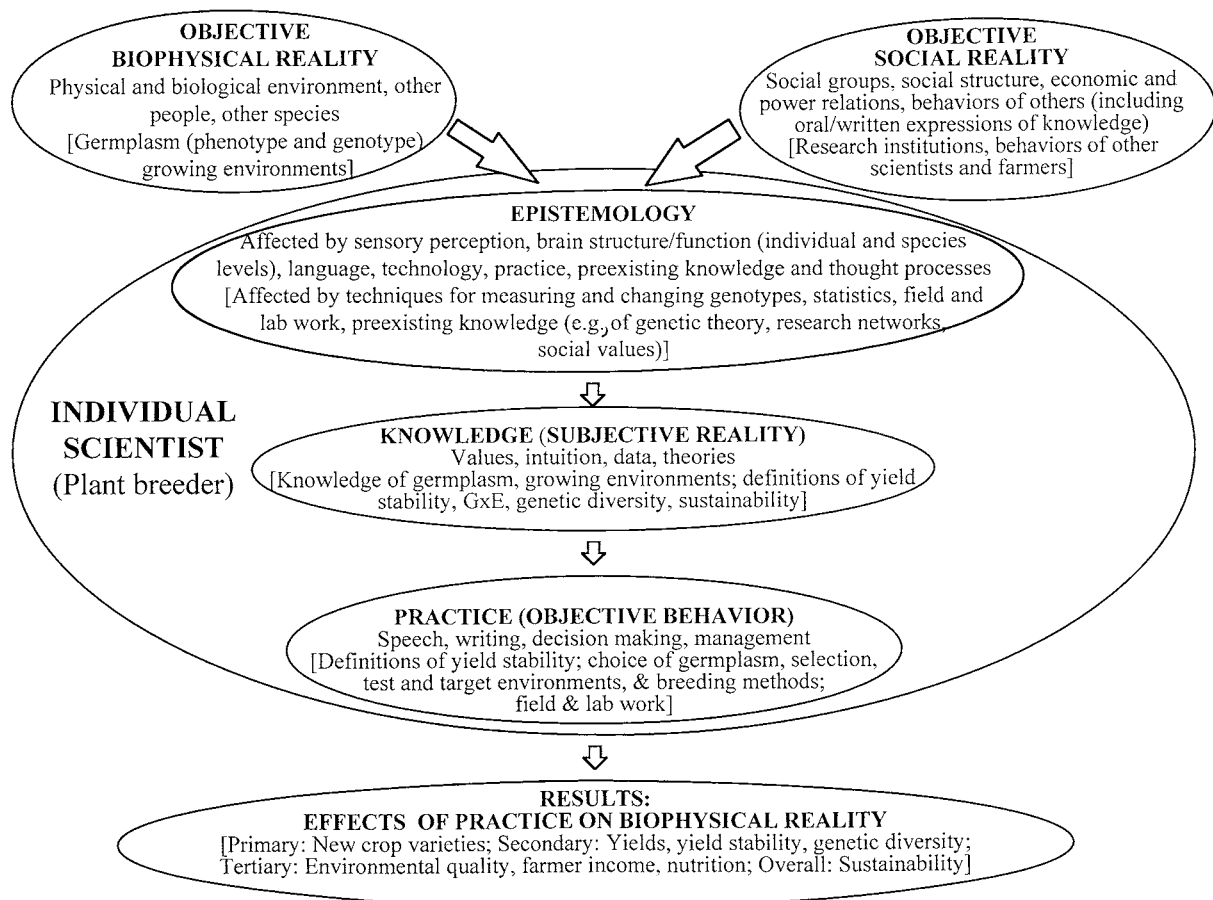 OBJECTIVE
BIOPHYSICAL REALITY
Physical and biological environment, other
people, other species
[Germplasm (phenotype and genotype)
growing environments]
OBJECTIVE
SOCIAL REALITY
Social groups, social structure, economic and
power relations, behaviors of others (including
oral/written expressions of knowledge)
[Research institutions, behaviors of other
scientists and farmers]
EPISTEMOLOGY
Affected by sensory perception, brain structure/function (individual and species
levels), language, technology, practice, preexisting knowledge and thought processes
[Affected by techniques for measuring and changing genotypes, statistics, field and
lab work, preexisting knowledge (e.g., of genetic theory, research networks,
social values)]
INDIVIDUAL
SCIENTIST
(Plant breeder)
KNOWLEDGE (SUBJECTIVE REALITY)
Values, intuition, data, theories
[Knowledge of germplasm, growing environments; definitions of yield
stability, GxE, genetic diversity, sustainability]
PRACTICE (OBJECTIVE BEHAVIOR)
Speech, writing, decision making, management
[Definitions of yield stability; choice of germplasm, selection,
test and target environments, & breeding methods;
field & lab work]
RESULTS:
EFFECTS OF PRACTICE ON BIOPHYSICAL REALITY
[Primary: New crop varieties; Secondary: Yields, yield stability, genetic diversity;
Tertiary: Environmental quality, farmer income, nutrition; Overall: Sustainability]